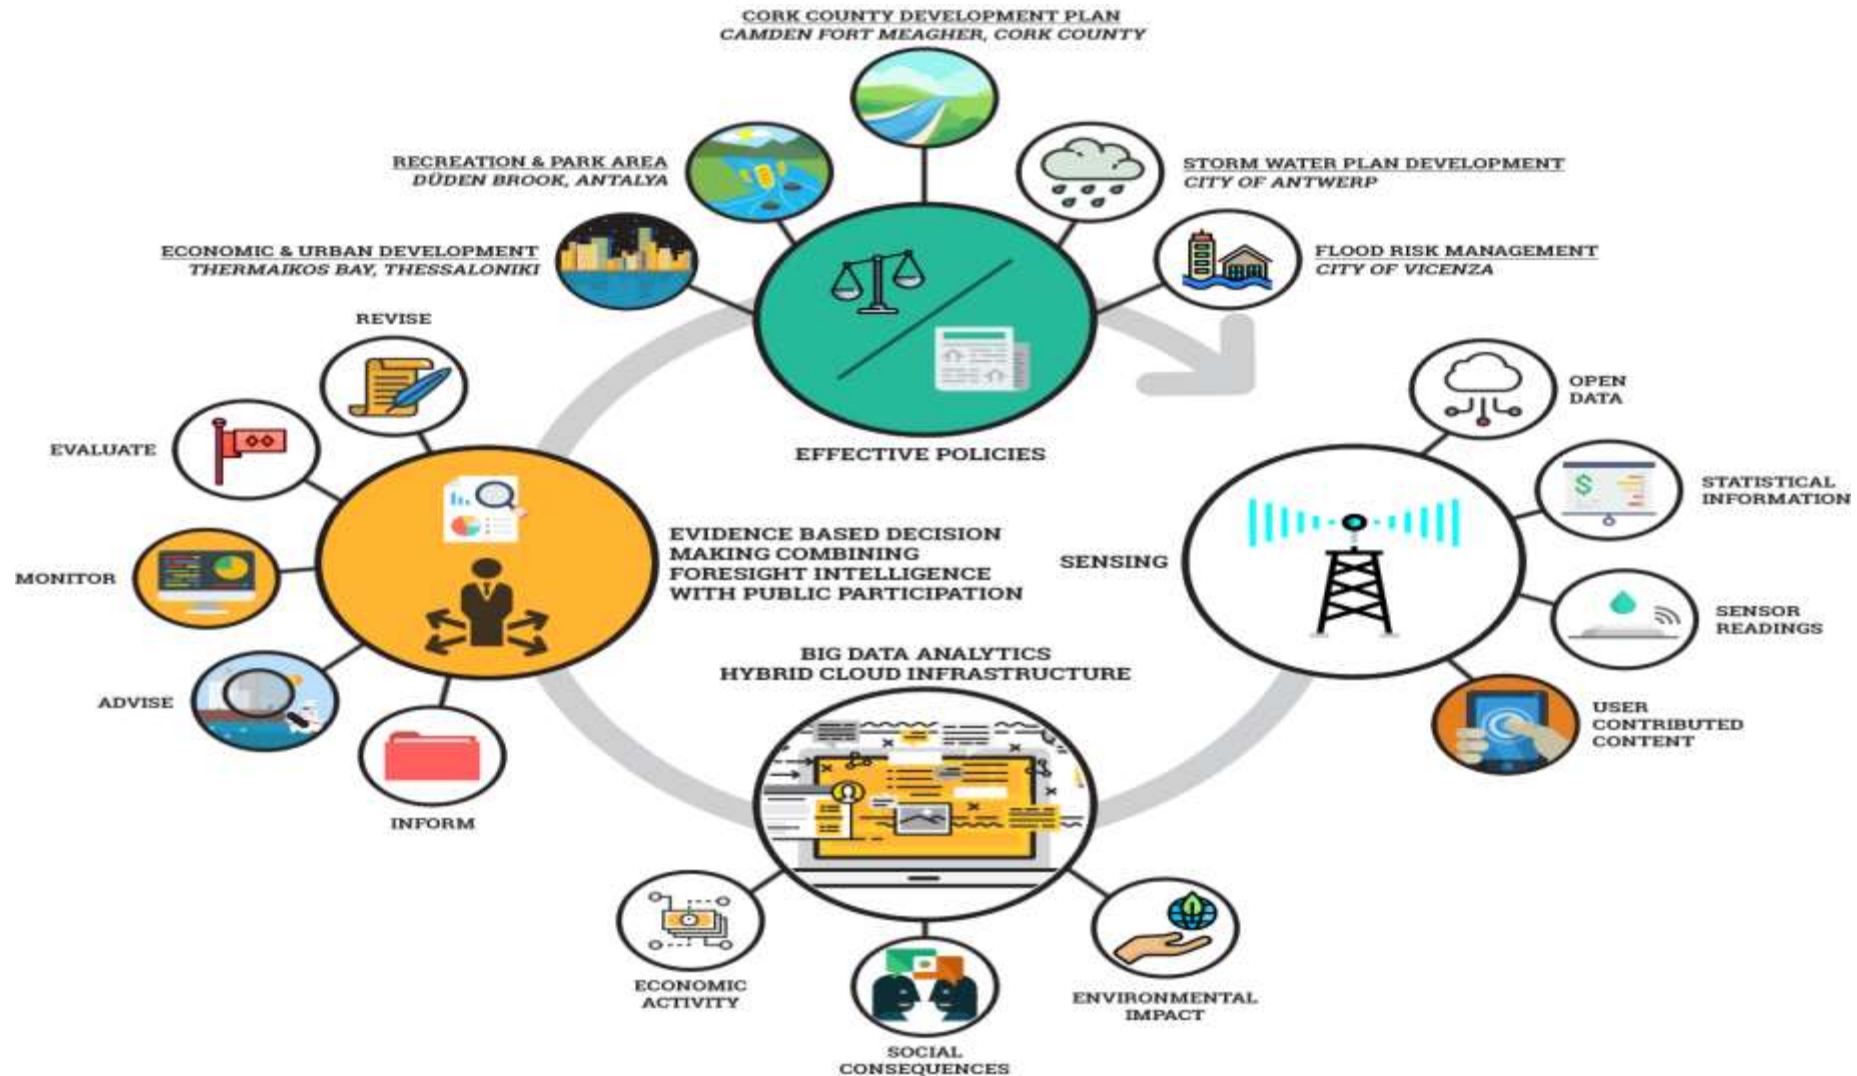 CORK COUNTY DEVELOPMENT PLAN
CAMDEN FORT MEAGHER, CORK COUNTY
RECREATION & PARK AREA
DÜDEN BROOK, ANTALYA
STORM WATER PLAN DEVELOPMENT
CITY OF ANTWERP
ECONOMIC & URBAN DEVELOPMENT
THERMAIKOS BAY, THESSALONIKI
FLOOD RISK MANAGEMENT
CITY OF VICENZA
EFFECTIVE POLICIES
REVISE
EVALUATE
MONITOR
ADVISE
INFORM
EVIDENCE BASED DECISION
MAKING COMBINING
FORESIGHT INTELLIGENCE
WITH PUBLIC PARTICIPATION
SENSING
OPEN
DATA
STATISTICAL
INFORMATION
$
SENSOR
READINGS
USER
CONTRIBUTED
CONTENT
BIG DATA ANALYTICS
HYBRID CLOUD INFRASTRUCTURE
ECONOMIC
ACTIVITY
SOCIAL
CONSEQUENCES
ENVIRONMENTAL
IMPACT